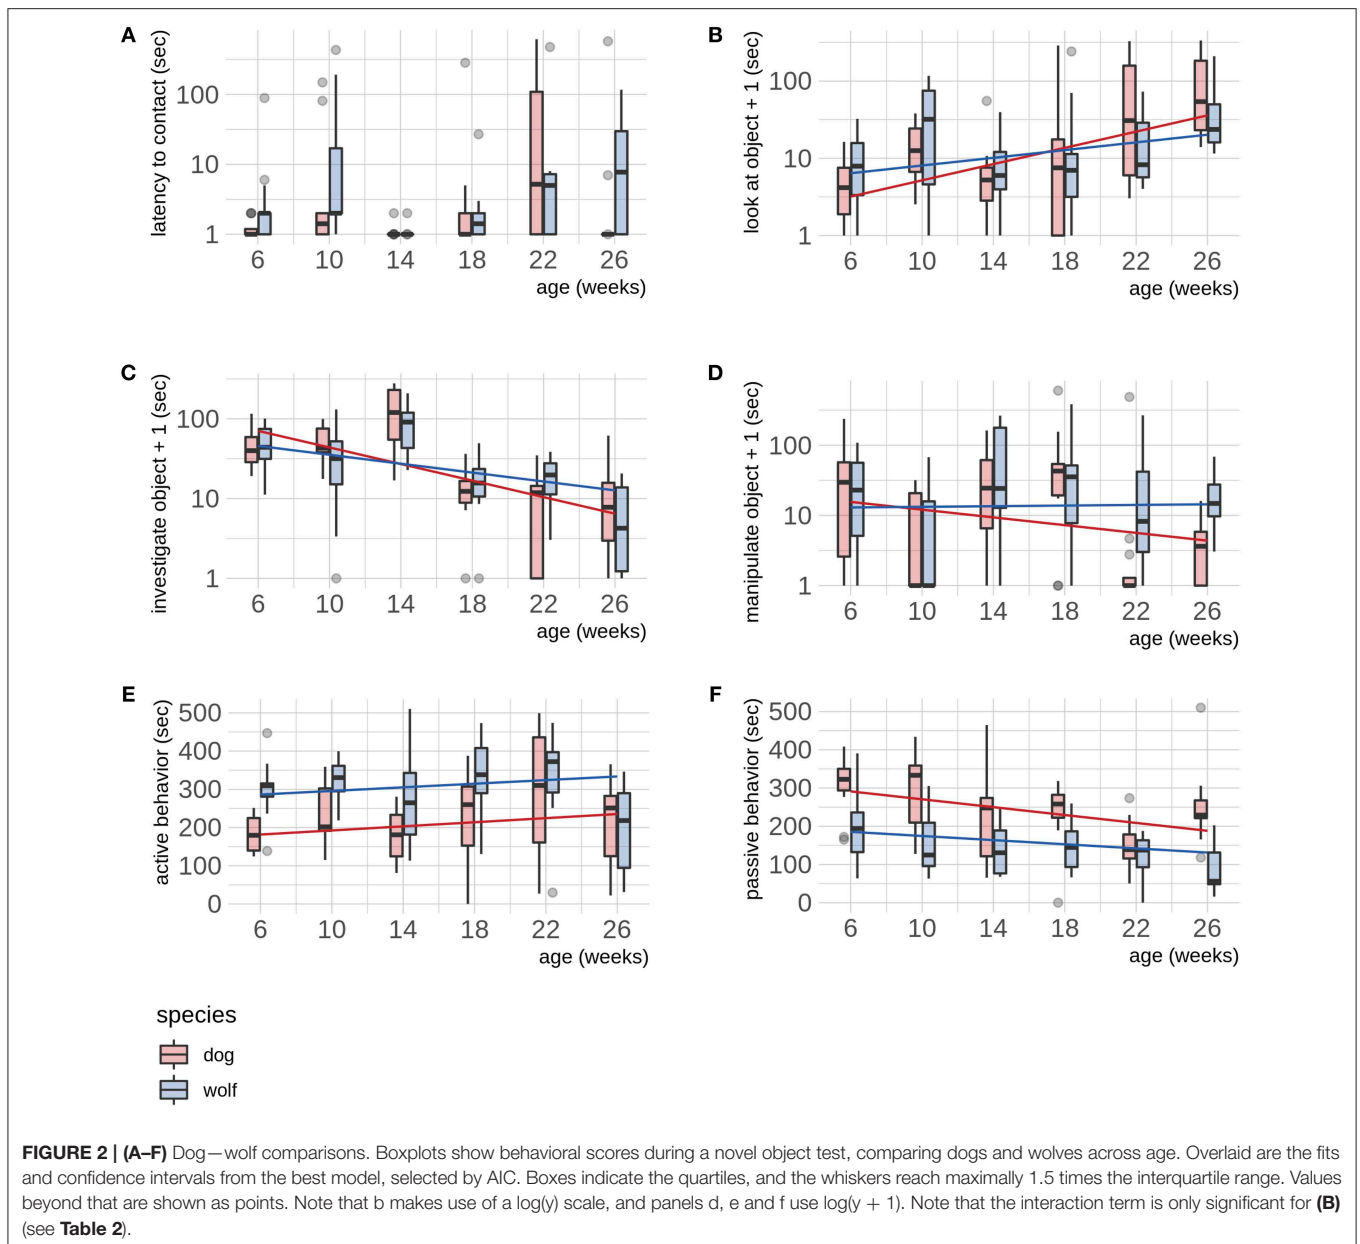 A
latency to contact (sec)
100
10
1
6 10 14 18 22 26
age (weeks)
B
look at object + 1 (sec)
100
10
1
6 10 14 18 22 26
age (weeks)
C
investigate object + 1 (sec)
100
10
1
6 10 14 18 22 26
age (weeks)
D
manipulate object + 1 (sec)
100
10
1
6 10 14 18 22 26
age (weeks)
E
active behavior (sec)
500
400
300
200
100
0
6 10 14 18 22 26
age (weeks)
F
passive behavior (sec)
500
400
300
200
100
0
6 10 14 18 22 26
age (weeks)
species
dog
wolf
FIGURE 2 | (A–F) Dog—wolf comparisons. Boxplots show behavioral scores during a novel object test, comparing dogs and wolves across age. Overlaid are the fits
and confidence intervals from the best model, selected by AIC. Boxes indicate the quartiles, and the whiskers reach maximally 1.5 times the interquartile range. Values
beyond that are shown as points. Note that b makes use of a log(y) scale, and panels d, e and f use log(y + 1). Note that the interaction term is only significant for (B)
(see Table 2).